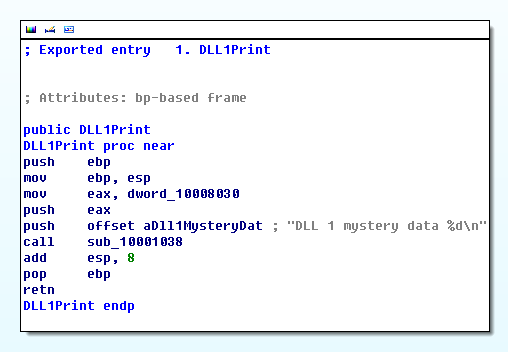 ; Exported entry   1. DLL1Print
; Attributes: bp-based frame
public DLL1Print
DLL1Print proc near
push    ebp
mov     ebp, esp
mov     eax, dword_10008030
push    eax
push    offset aDll1MysteryDat ; "DLL 1 mystery data %d\n"
call    sub_10001038
add     esp, 8
pop     ebp
retn
DLL1Print endp